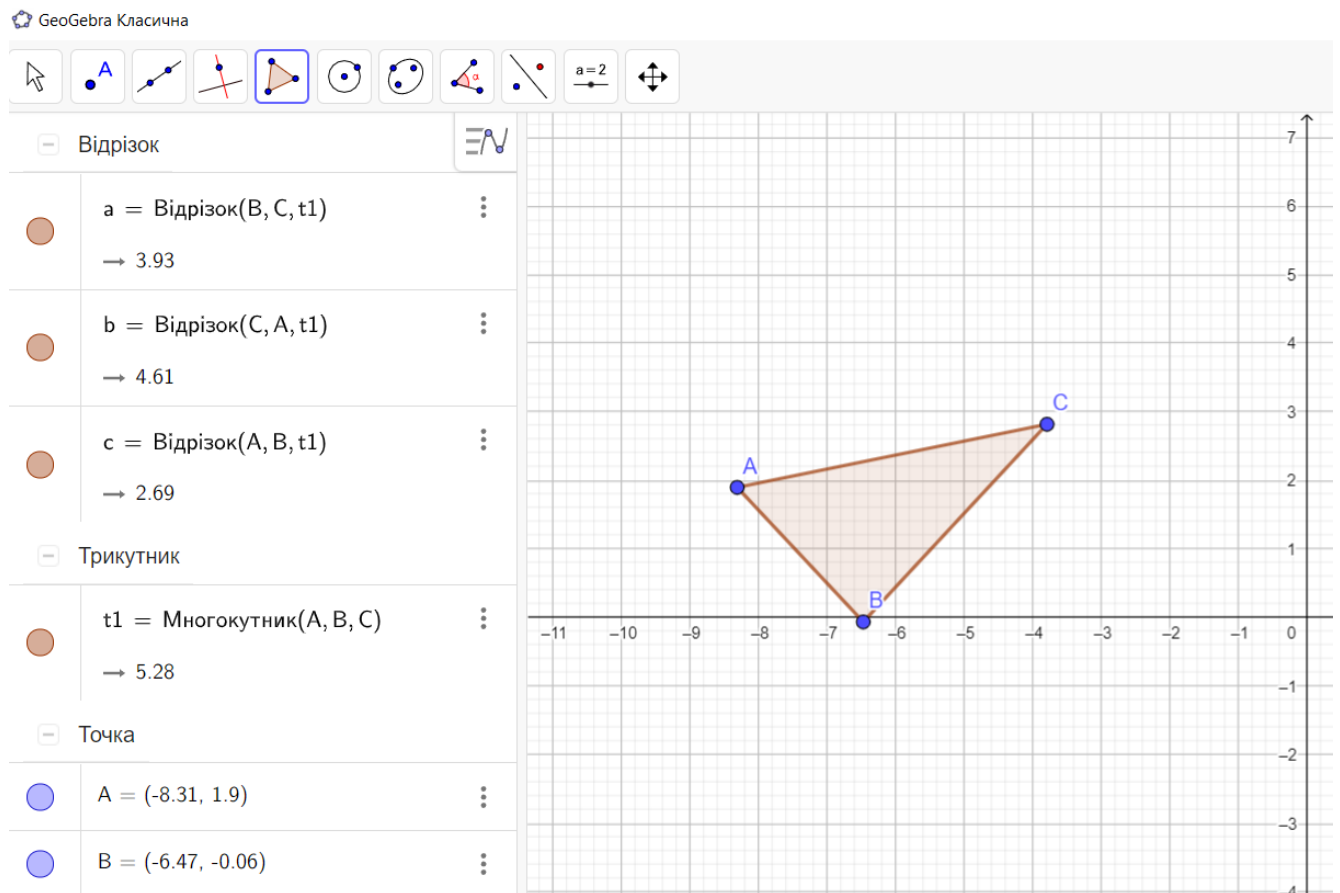 GeoGebra Класична
A
α
a = 2
Відрізок
a = Відрізок(B, C, t1)
→ 3.93
b = Відрізок(C, A, t1)
→ 4.61
c = Відрізок(A, B, t1)
→ 2.69
Трикутник
t1 = Многокутник(A, B, C)
→ 5.28
Точка
A = (-8.31, 1.9)
B = (-6.47, -0.06)
7
6
5
4
3
2
1
–11 –10 –9 –8 –7 –6 –5 –4 –3 –2 –1 0
–1
–2
–3
–4
C
A
B